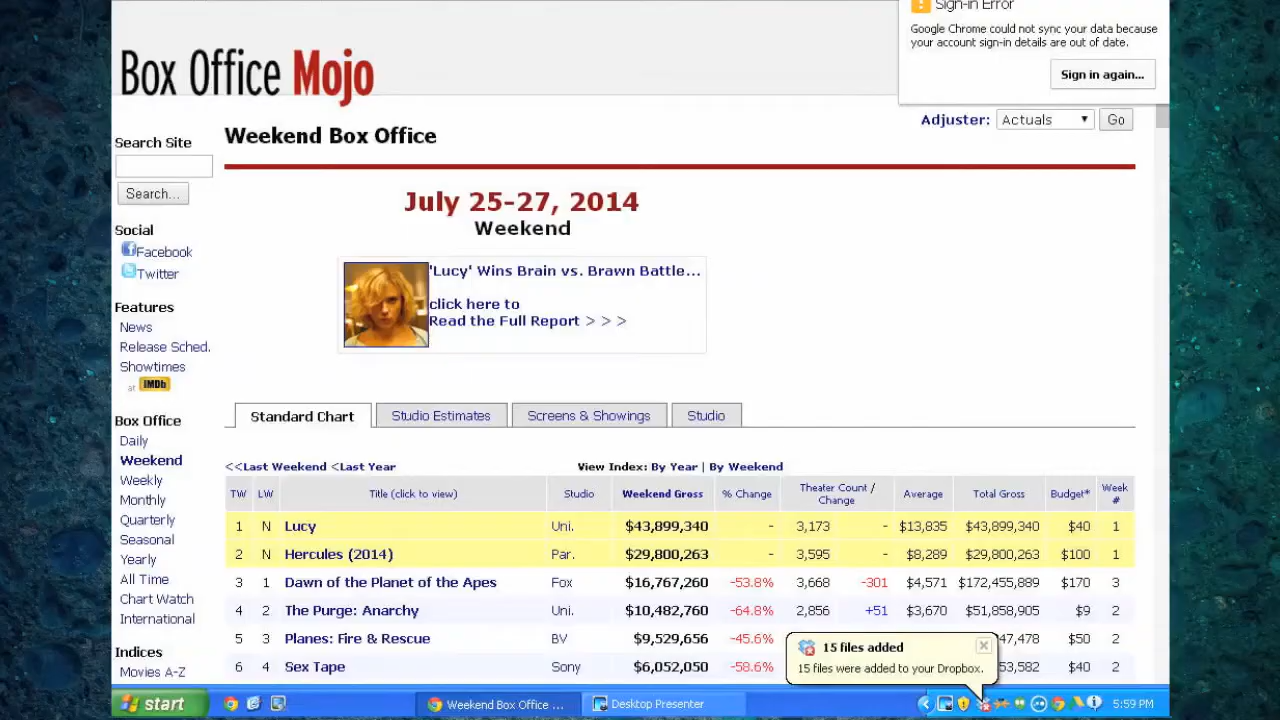 Sign-in Error
Google Chrome could not sync your data because
your account sign-in details are out of date.
Sign in again...
Box Office Mojo
Adjuster: Actuals Go
Weekend Box Office
Search Site
Search...
July 25-27, 2014
Weekend
Social
Facebook
Twitter
'Lucy' Wins Brain vs. Brawn Battle...
click here to
Read the Full Report > > >
Features
News
Release Sched.
Showtimes
at IMDb
Box Office
Daily
Weekend
Weekly
Monthly
Quarterly
Seasonal
Yearly
All Time
Chart Watch
International
Indices
Movies A-Z
Standard Chart Studio Estimates Screens & Showings Studio
<<Last Weekend <Last Year View Index: By Year | By Weekend
TW LW Title (click to view) Studio Weekend Gross % Change Theater Count / Change Average Total Gross Budget* Week #
1 N Lucy Uni. $43,899,340 - 3,173 - $13,835 $43,899,340 $40 1
2 N Hercules (2014) Par. $29,800,263 - 3,595 - $8,289 $29,800,263 $100 1
3 1 Dawn of the Planet of the Apes Fox $16,767,260 -53.8% 3,668 -301 $4,571 $172,455,889 $170 3
4 2 The Purge: Anarchy Uni. $10,482,760 -64.8% 2,856 +51 $3,670 $51,858,905 $9 2
5 3 Planes: Fire & Rescue BV $9,529,656 -45.6% 47,478 $50 2
6 4 Sex Tape Sony $6,052,050 -58.6% 53,582 $40 2
15 files added
15 files were added to your Dropbox.
start Weekend Box Office ... Desktop Presenter 5:59 PM